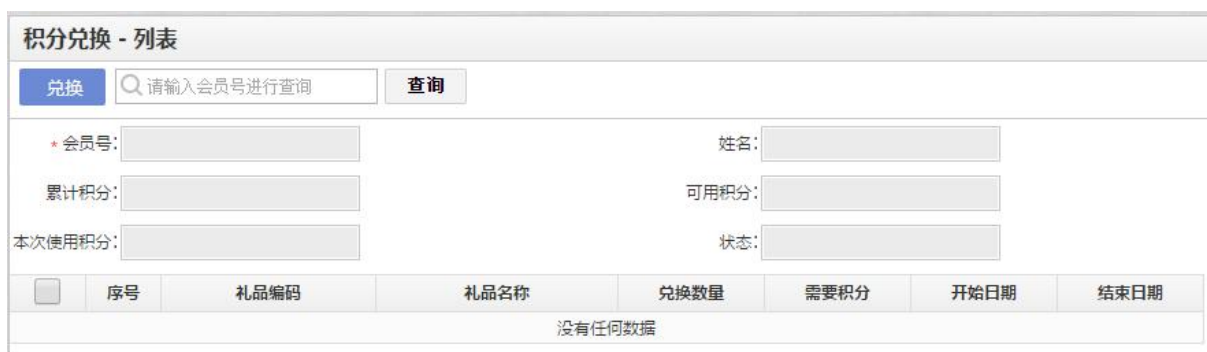 积分兑换 - 列表
兑换 请输入会员号进行查询 查询
* 会员号: 姓名:
累计积分: 可用积分:
本次使用积分: 状态:
序号 礼品编码 礼品名称 兑换数量 需要积分 开始日期 结束日期
没有任何数据